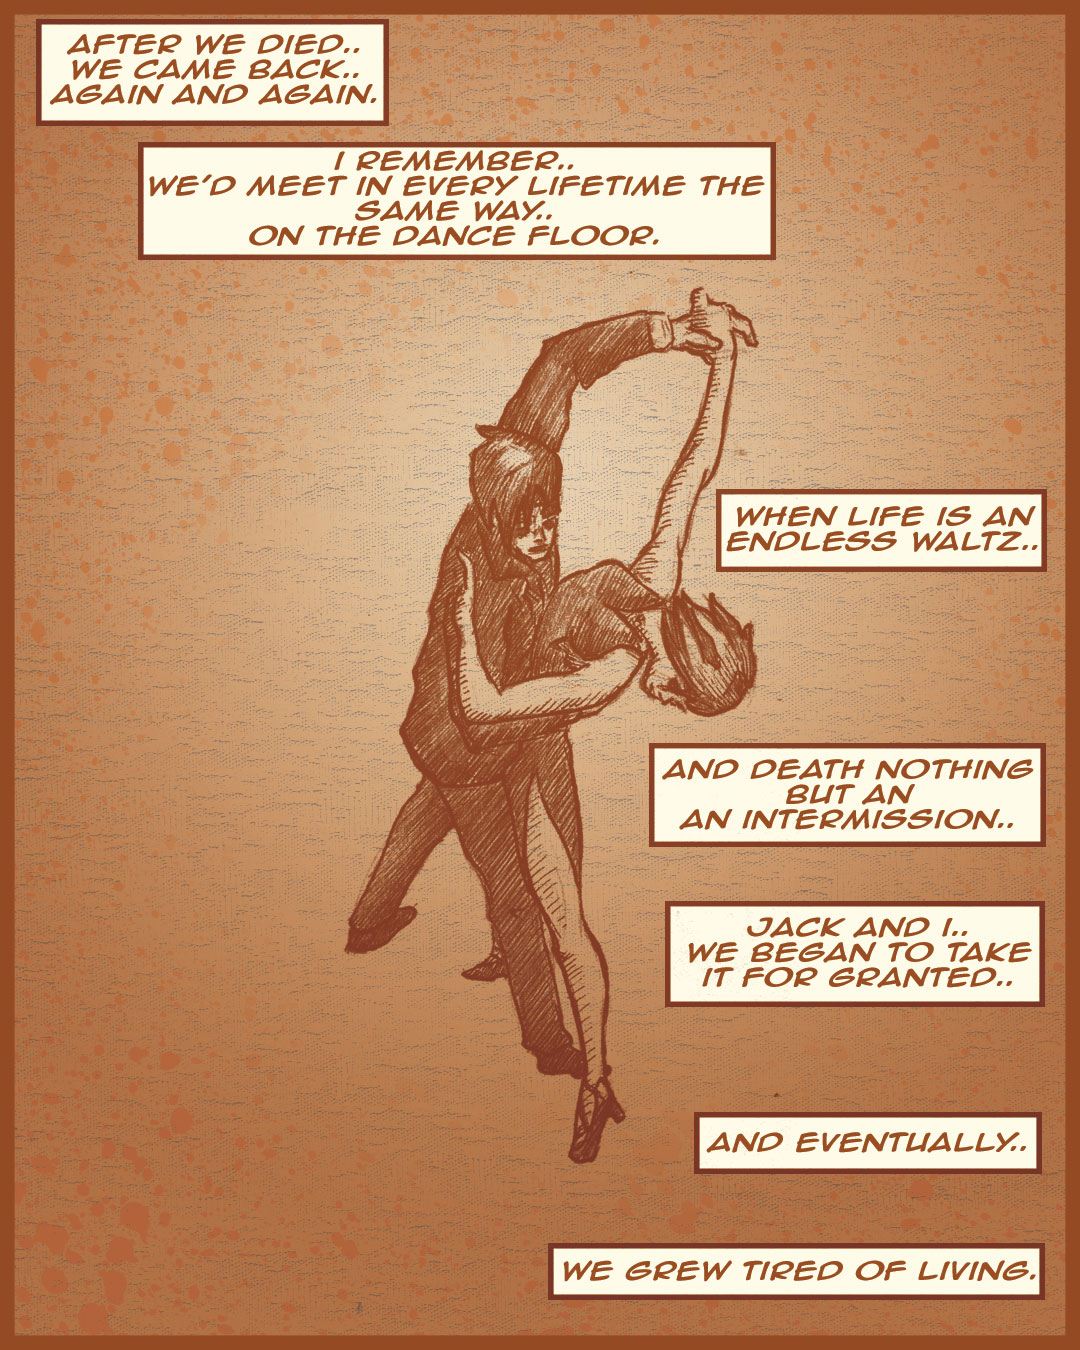 AFTER WE DIED..
WE CAME BACK..
AGAIN AND AGAIN.
I REMEMBER..
WE'D MEET IN EVERY LIFETIME THE
SAME WAY..
ON THE DANCE FLOOR.
WHEN LIFE IS AN
ENDLESS WALTZ..
AND DEATH NOTHING
BUT AN
AN INTERMISSION..
JACK AND I..
WE BEGAN TO TAKE
IT FOR GRANTED..
AND EVENTUALLY..
WE GREW TIRED OF LIVING.